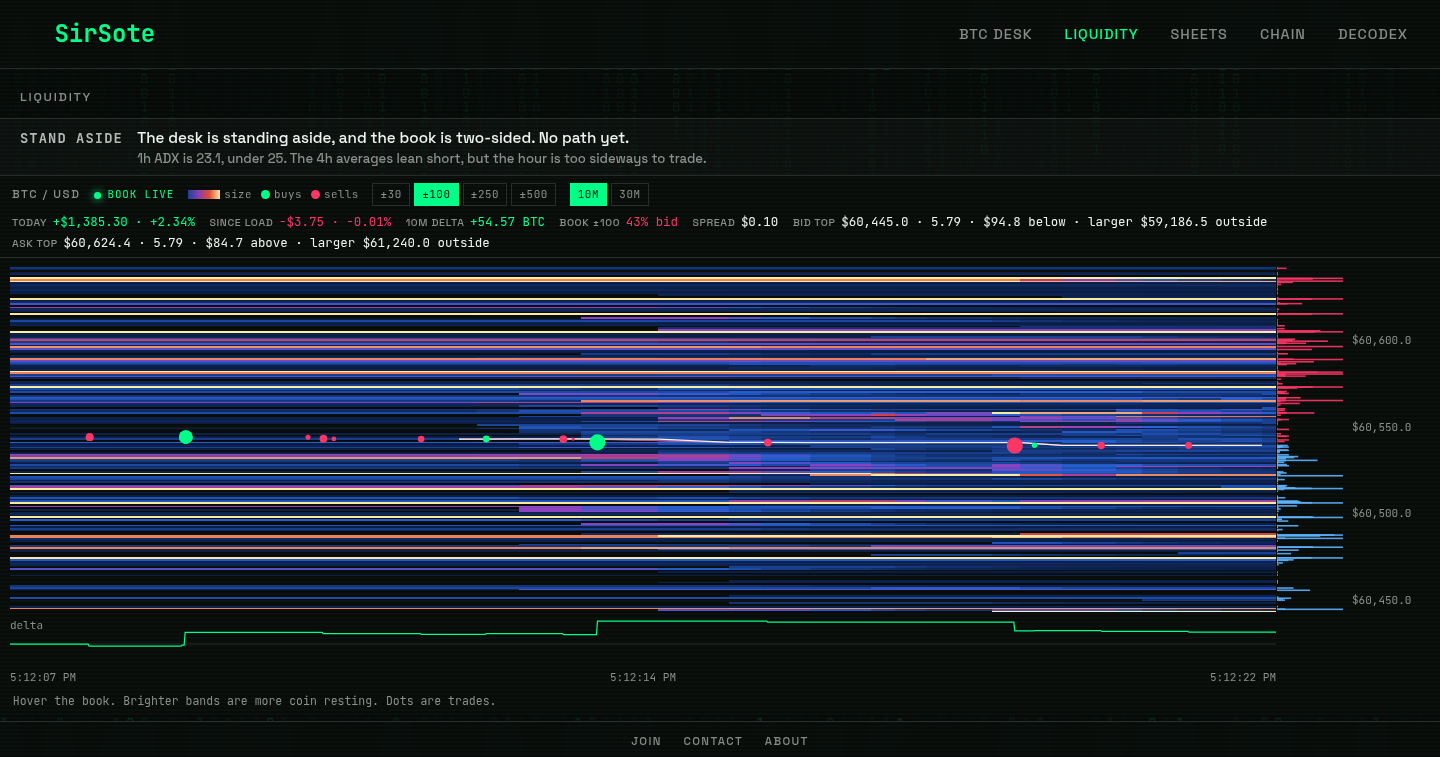 SirSote
BTC DESK LIQUIDITY SHEETS CHAIN DECODEX
LIQUIDITY
STAND ASIDE The desk is standing aside, and the book is two-sided. No path yet.
1h ADX is 23.1, under 25. The 4h averages lean short, but the hour is too sideways to trade.
BTC / USD BOOK LIVE size buys sells ±30 ±100 ±250 ±500 10M 30M
TODAY +$1,385.30 · +2.34% SINCE LOAD -$3.75 · -0.01% 10M DELTA +54.57 BTC BOOK ±100 43% bid SPREAD $0.10 BID TOP $60,445.0 · 5.79 · $94.8 below · larger $59,186.5 outside
ASK TOP $60,624.4 · 5.79 · $84.7 above · larger $61,240.0 outside
$60,600.0
$60,550.0
$60,500.0
$60,450.0
delta
5:12:07 PM 5:12:14 PM 5:12:22 PM
Hover the book. Brighter bands are more coin resting. Dots are trades.
JOIN CONTACT ABOUT